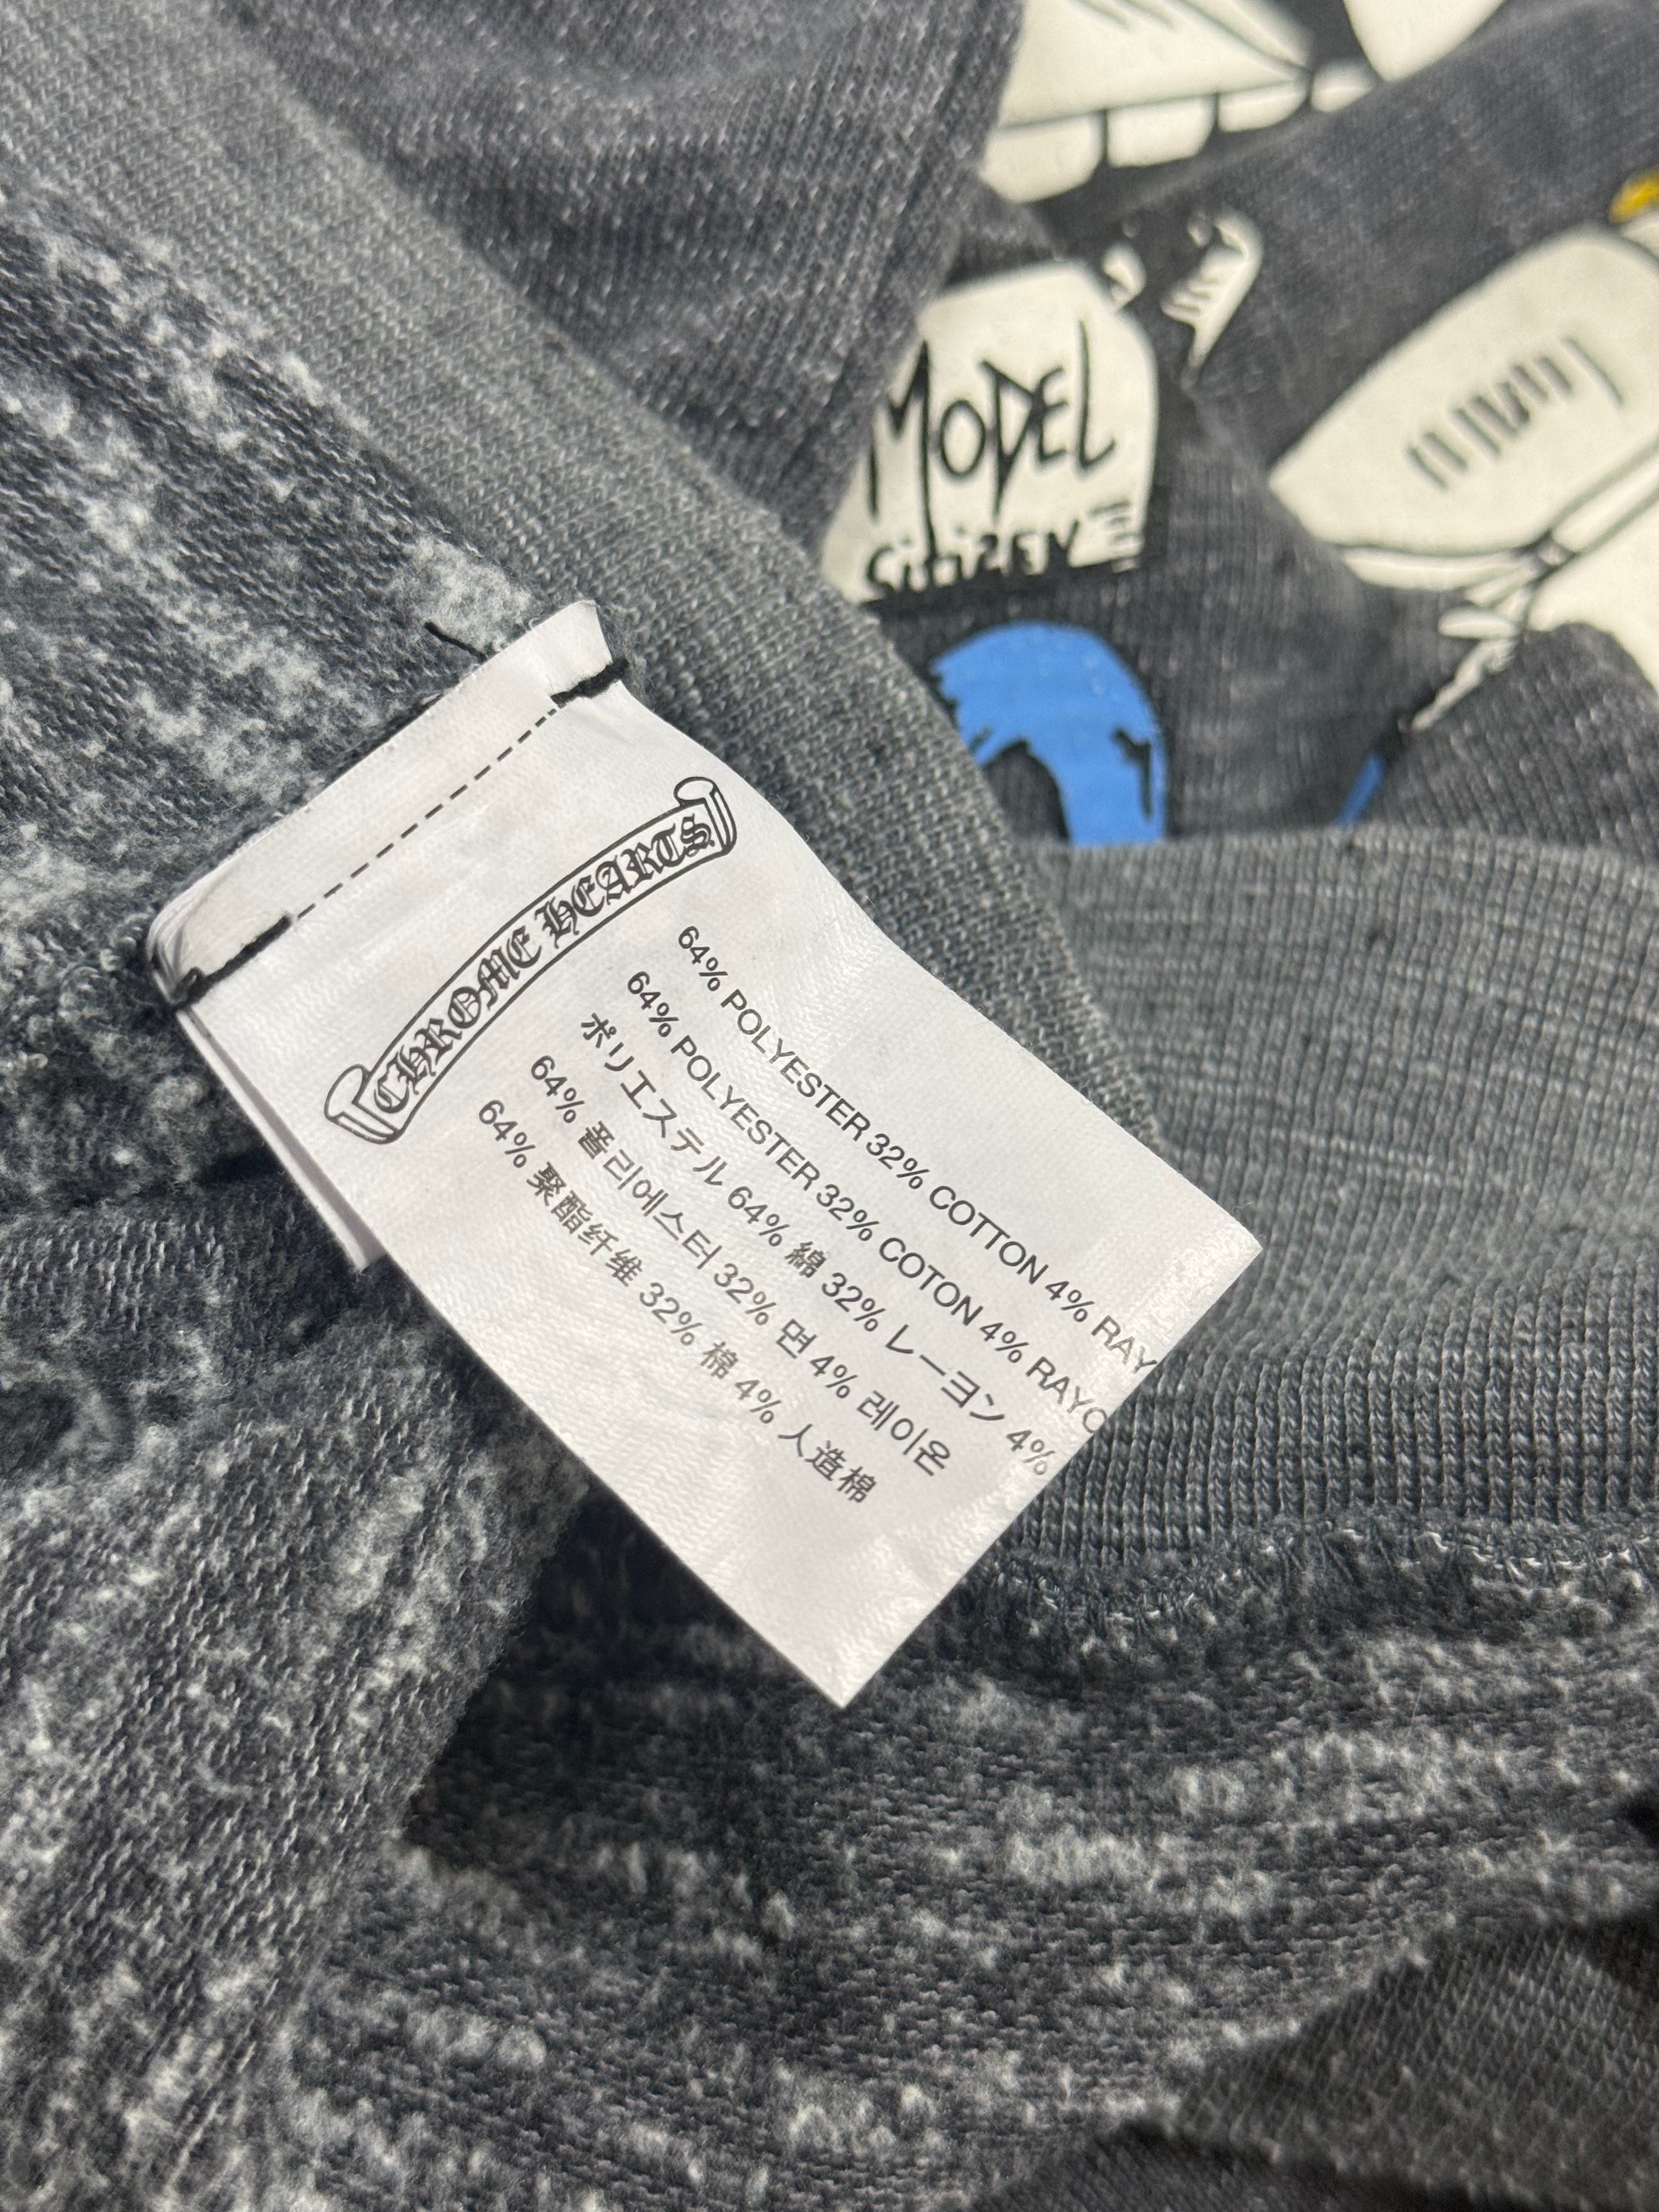 MODEL
CITIZEN
CHROME HEARTS
64% POLYESTER 32% COTTON 4% RAY
64% POLYESTER 32% COTON 4% RAYO
ポリエステル 64% 綿 32% レーヨン 4%
64% 폴리에스터 32% 면 4% 레이온
64% 聚酯纤维 32% 棉 4% 人造棉